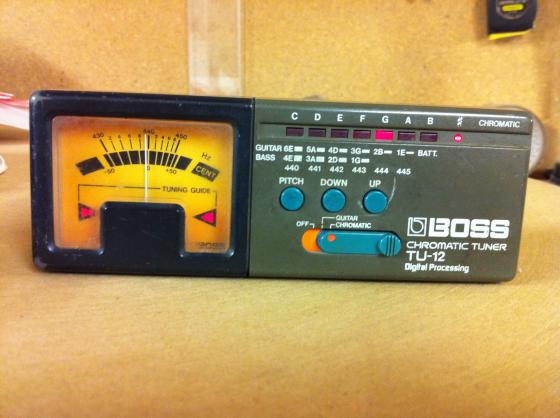 430 440 450
Hz
CENT
-50 0 +50
TUNING GUIDE
BOSS
C D E F G A B # CHROMATIC
GUITAR 6E 5A 4D 3G 2B 1E BATT.
BASS 4E 3A 2D 1G
440 441 442 443 444 445
PITCH DOWN UP
OFF
GUITAR
CHROMATIC
BOSS
CHROMATIC TUNER
TU-12
Digital Processing